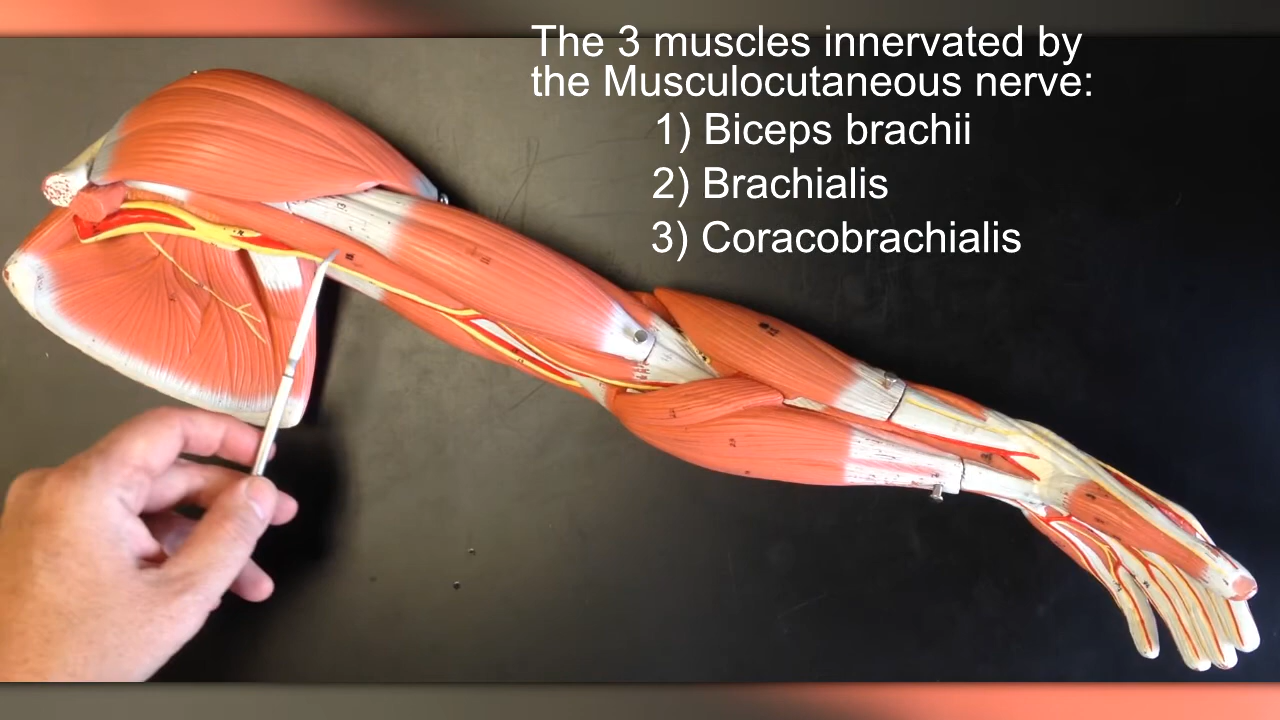 The 3 muscles innervated by
the Musculocutaneous nerve:
1) Biceps brachii
2) Brachialis
3) Coracobrachialis